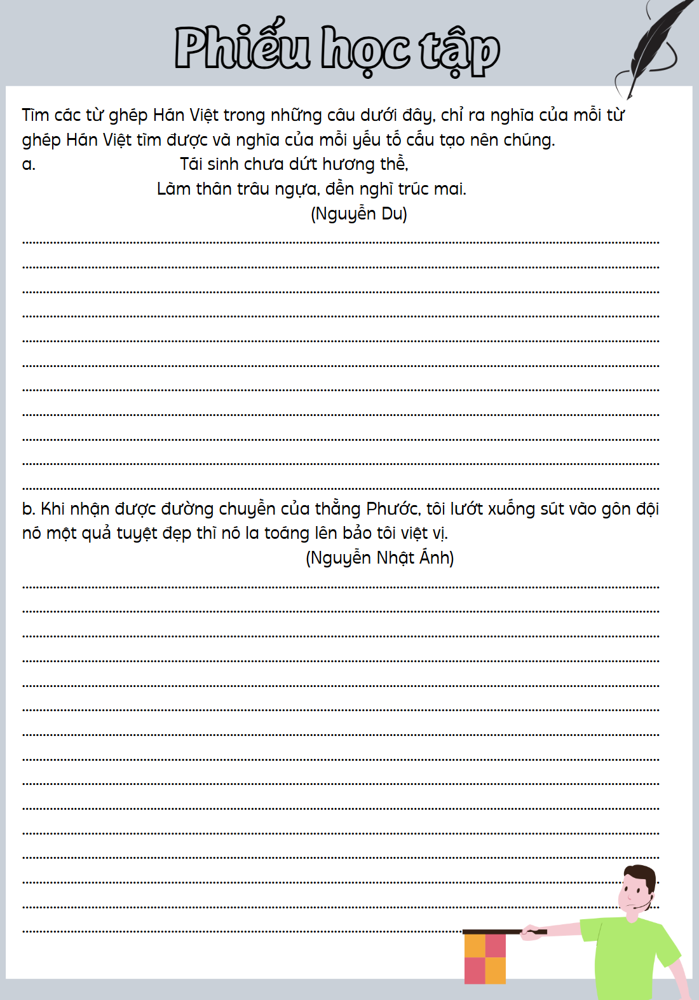 Phiếu học tập
Tìm các từ ghép Hán Việt trong những câu dưới đây, chỉ ra nghĩa của mỗi từ
ghép Hán Việt tìm được và nghĩa của mỗi yếu tố cấu tạo nên chúng.
a. Tái sinh chưa dứt hương thề,
Làm thân trâu ngựa, đền nghì trúc mai.
(Nguyễn Du)
b. Khi nhận được đường chuyền của thằng Phước, tôi lướt xuống sút vào gôn đội
nó một quả tuyệt đẹp thì nó la toáng lên bảo tôi việt vị.
(Nguyễn Nhật Ánh)